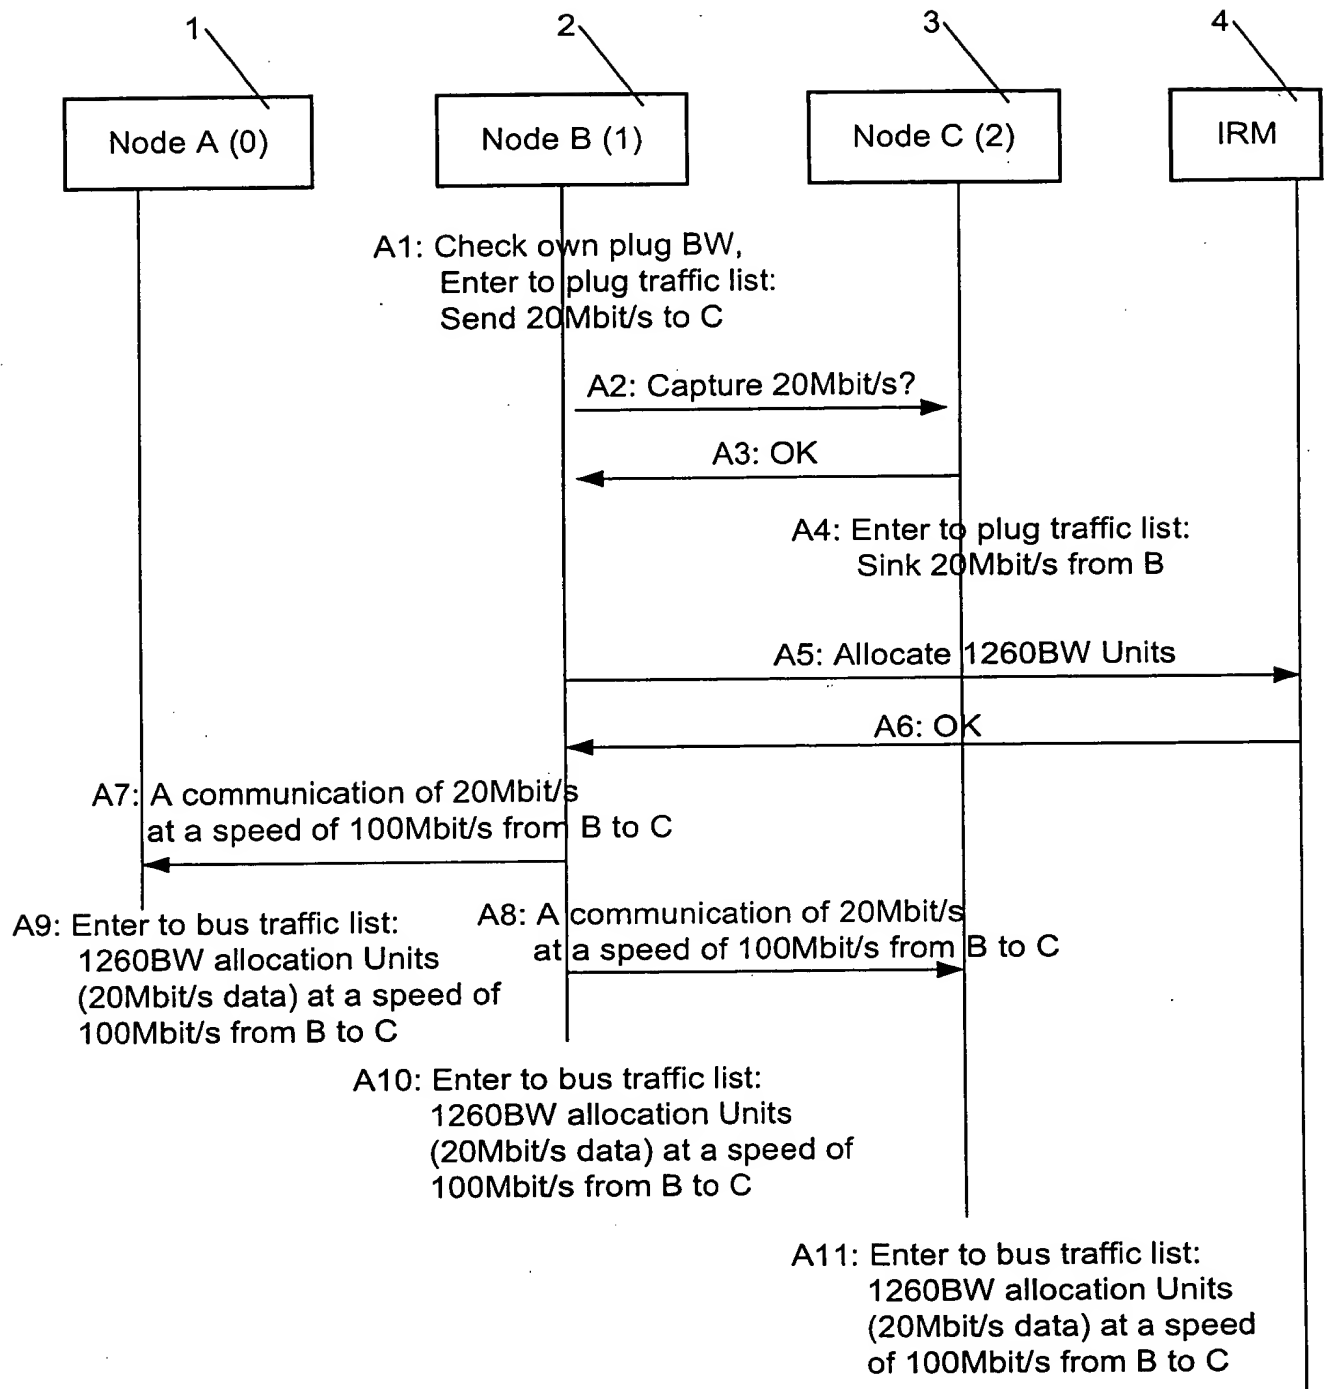 1
2
3
4
Node A (0)
Node B (1)
Node C (2)
IRM
A1: Check own plug BW,
Enter to plug traffic list:
Send 20Mbit/s to C
A2: Capture 20Mbit/s?
A3: OK
A4: Enter to plug traffic list:
Sink 20Mbit/s from B
A5: Allocate 1260BW Units
A6: OK
A7: A communication of 20Mbit/s
at a speed of 100Mbit/s from B to C
A8: A communication of 20Mbit/s
at a speed of 100Mbit/s from B to C
A9: Enter to bus traffic list:
1260BW allocation Units
(20Mbit/s data) at a speed of
100Mbit/s from B to C
A10: Enter to bus traffic list:
1260BW allocation Units
(20Mbit/s data) at a speed of
100Mbit/s from B to C
A11: Enter to bus traffic list:
1260BW allocation Units
(20Mbit/s data) at a speed
of 100Mbit/s from B to C